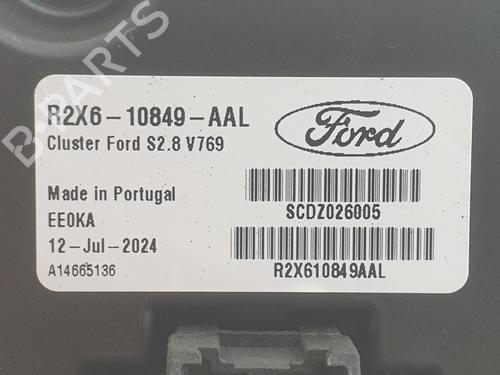 R2X6-10849-AAL
Cluster Ford S2.8 V769
Ford
SCDZ026005
Made in Portugal
EE0KA
12-Jul-2024
A14665136
R2X610849AAL
B-PARTS